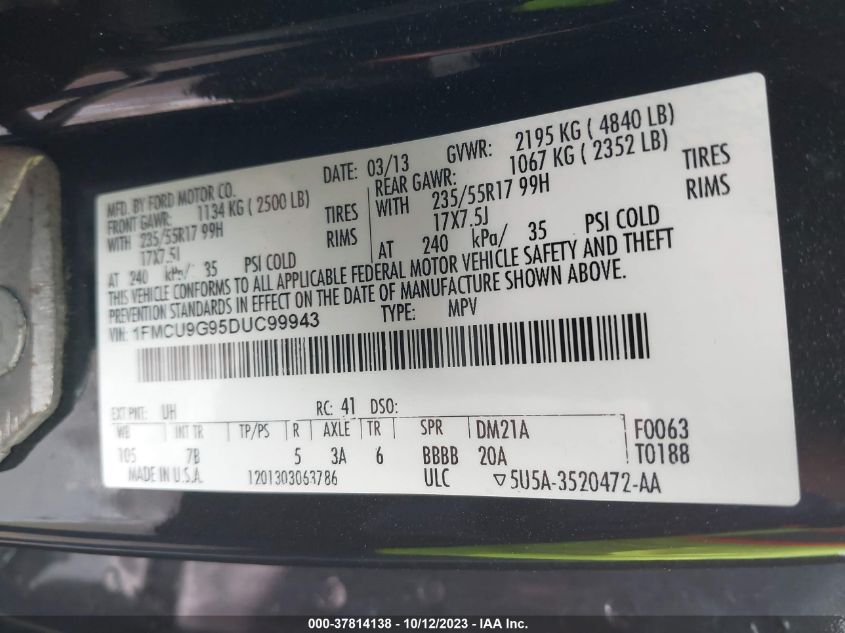 MFD. BY FORD MOTOR CO. DATE: 03/13 GVWR: 2195 KG ( 4840 LB)
FRONT GAWR: 1134 KG ( 2500 LB) REAR GAWR: 1067 KG ( 2352 LB)
WITH 235/55R17 99H TIRES WITH 235/55R17 99H TIRES
17X7.5J RIMS 17X7.5J RIMS
AT 240 kPa/ 35 PSI COLD AT 240 kPa/ 35 PSI COLD
THIS VEHICLE CONFORMS TO ALL APPLICABLE FEDERAL MOTOR VEHICLE SAFETY AND THEFT
PREVENTION STANDARDS IN EFFECT ON THE DATE OF MANUFACTURE SHOWN ABOVE.
VIN: 1FMCU9G95DUC99943 TYPE: MPV
EXT PNT: UH RC: 41 DSO:
WB INT TR TP/PS R AXLE TR SPR DM21A F0063
105 7B 5 3A 6 BBBB 20A T0188
MADE IN U.S.A. 1201303063786 ULC ▽5U5A-3520472-AA
000-37814138 - 10/12/2023 - IAA Inc.